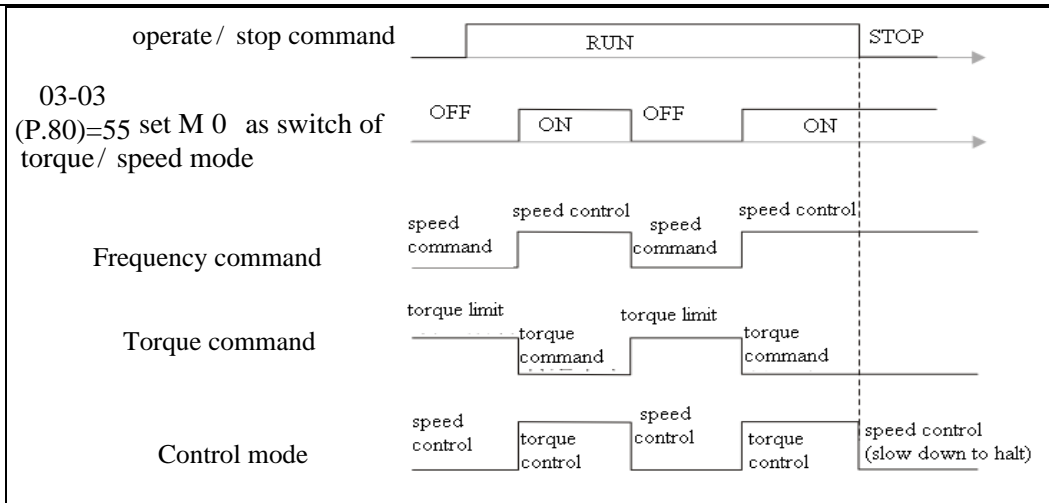 operate/ stop command
RUN
STOP
03-03
(P.80)=55 set M 0 as switch of
torque/ speed mode
OFF
ON
OFF
ON
Frequency command
speed
command
speed control
speed
command
speed control
Torque command
torque limit
torque
command
torque limit
torque
command
Control mode
speed
control
torque
control
speed
control
torque
control
speed control
(slow down to halt)